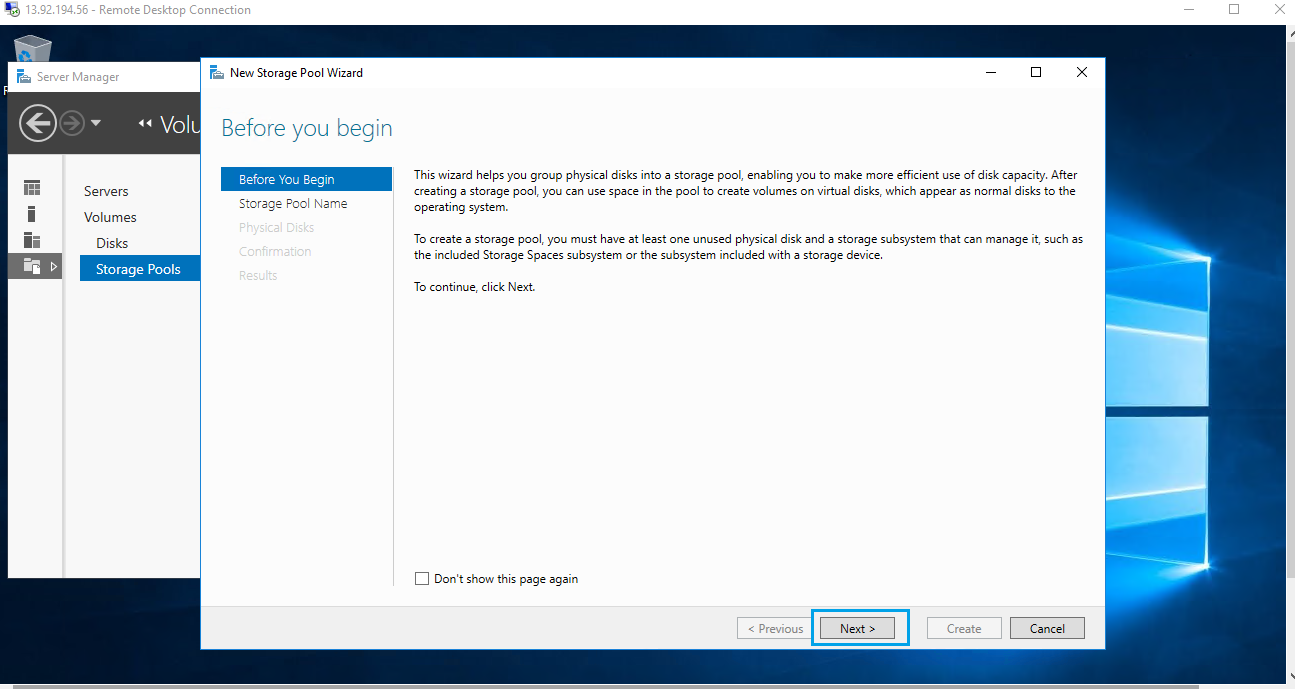 13.92.194.56 - Remote Desktop Connection
Server Manager
New Storage Pool Wizard
Volu
Before you begin
Servers
Volumes
Disks
Storage Pools
Before You Begin
Storage Pool Name
Physical Disks
Confirmation
Results
This wizard helps you group physical disks into a storage pool, enabling you to make more efficient use of disk capacity. After
creating a storage pool, you can use space in the pool to create volumes on virtual disks, which appear as normal disks to the
operating system.
To create a storage pool, you must have at least one unused physical disk and a storage subsystem that can manage it, such as
the included Storage Spaces subsystem or the subsystem included with a storage device.
To continue, click Next.
Don't show this page again
< Previous
Next >
Create
Cancel